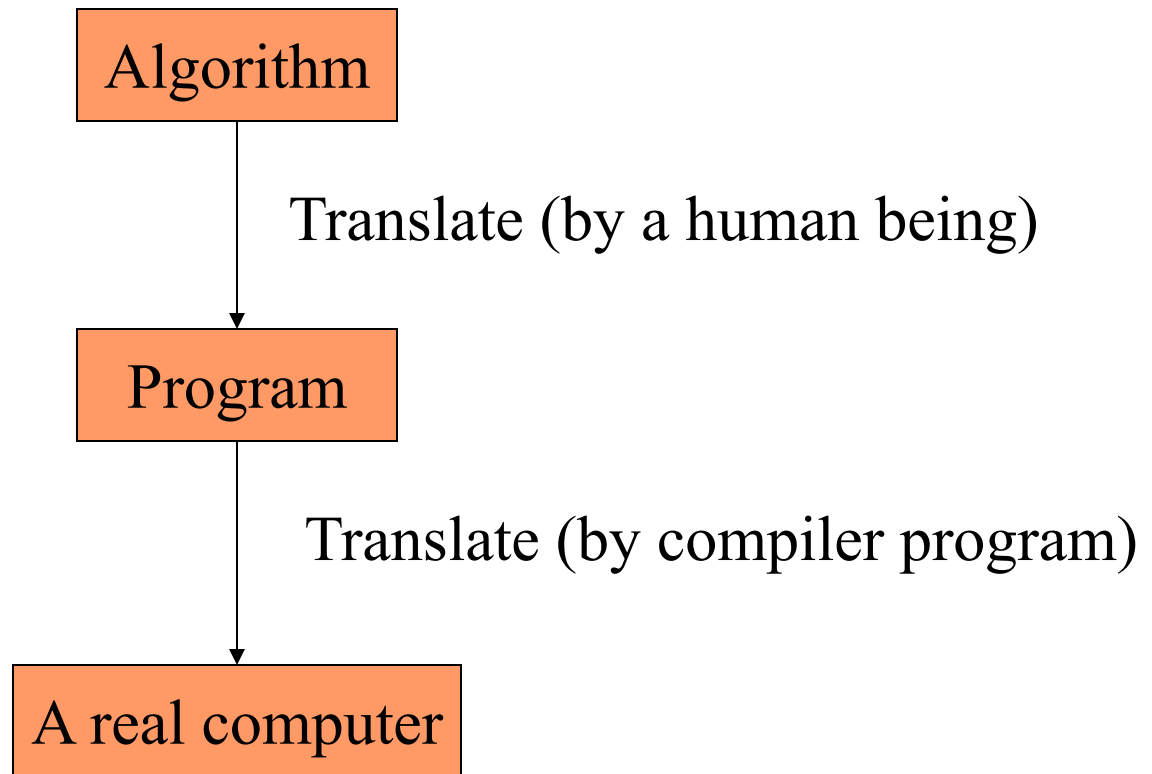 Algorithm
Translate (by a human being)
Program
Translate (by compiler program)
A real computer